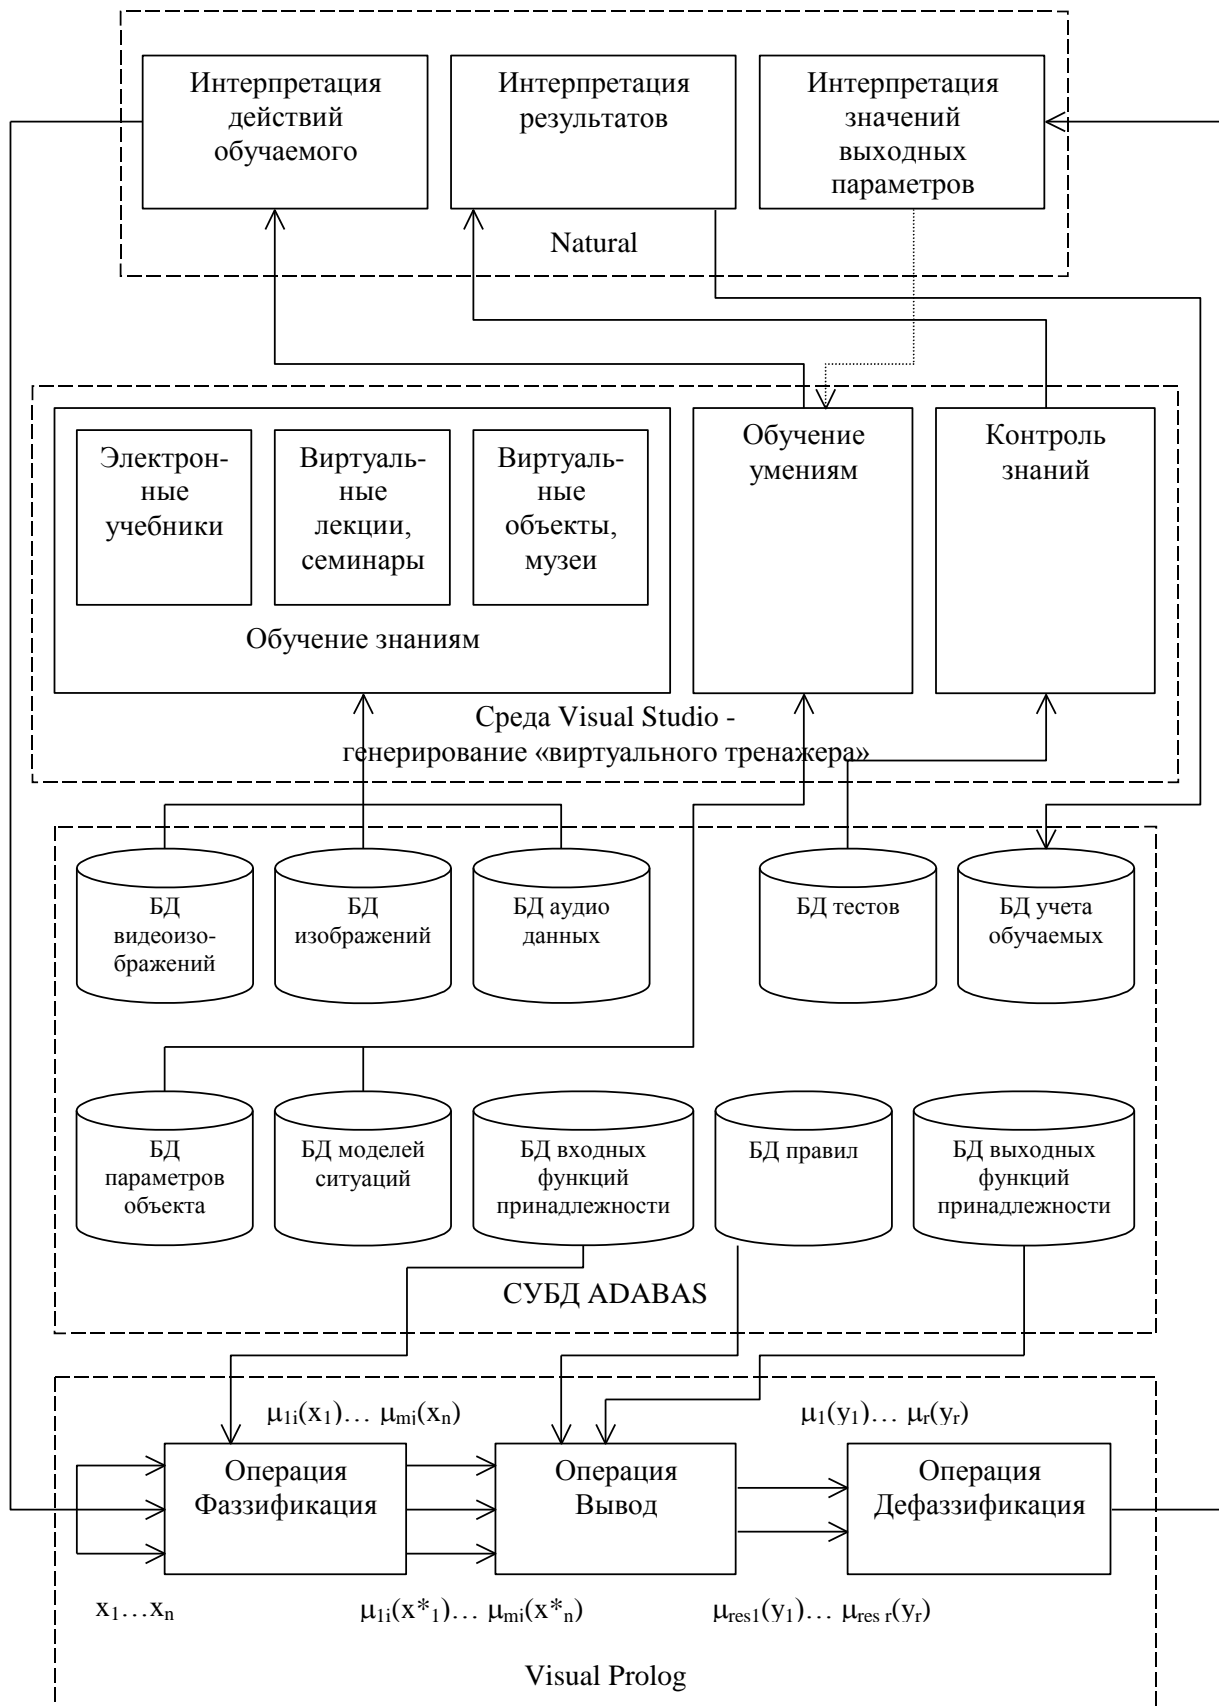 Интерпретация
действий
обучаемого
Интерпретация
результатов
Интерпретация
значений
выходных
параметров
Natural
Электрон-
ные
учебники
Виртуаль-
ные
лекции,
семинары
Виртуаль-
ные
объекты,
музеи
Обучение знаниям
Обучение
умениям
Контроль
знаний
Среда Visual Studio -
генерирование «виртуального тренажера»
БД
видеоизо-
бражений
БД
изображений
БД аудио
данных
БД тестов
БД учета
обучаемых
БД
параметров
объекта
БД моделей
ситуаций
БД входных
функций
принадлежности
БД правил
БД выходных
функций
принадлежности
СУБД ADABAS
μ1i(x1)… μmj(xn)
μ1(y1)… μr(yr)
Операция
Фаззификация
Операция
Вывод
Операция
Дефаззификация
x1…xn
μ1i(x*1)… μmj(x*n)
μres1(y1)… μres r(yr)
Visual Prolog